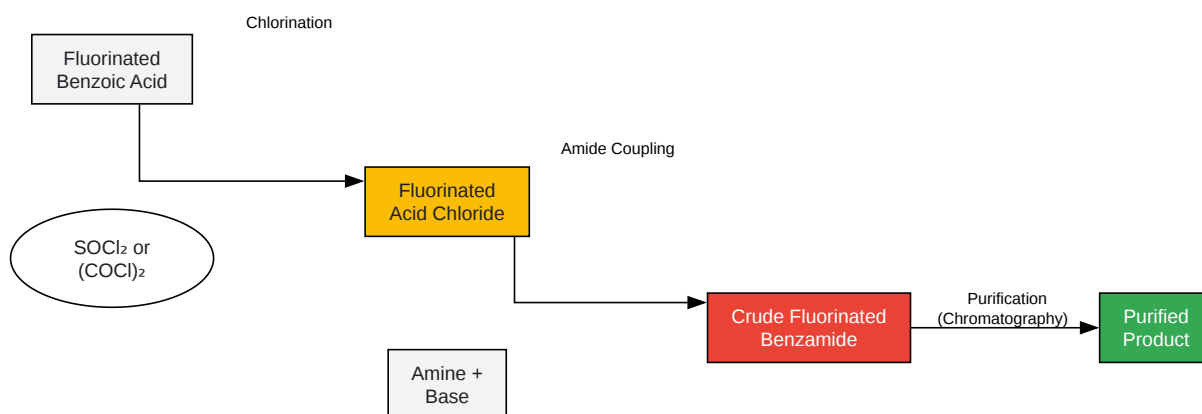 Chlorination
Fluorinated
Benzoic Acid
Amide Coupling
Fluorinated
Acid Chloride
SOCl₂ or
(COCl)₂
Purification
(Chromatography)
Crude Fluorinated
Benzamide
Purified
Product
Amine +
Base